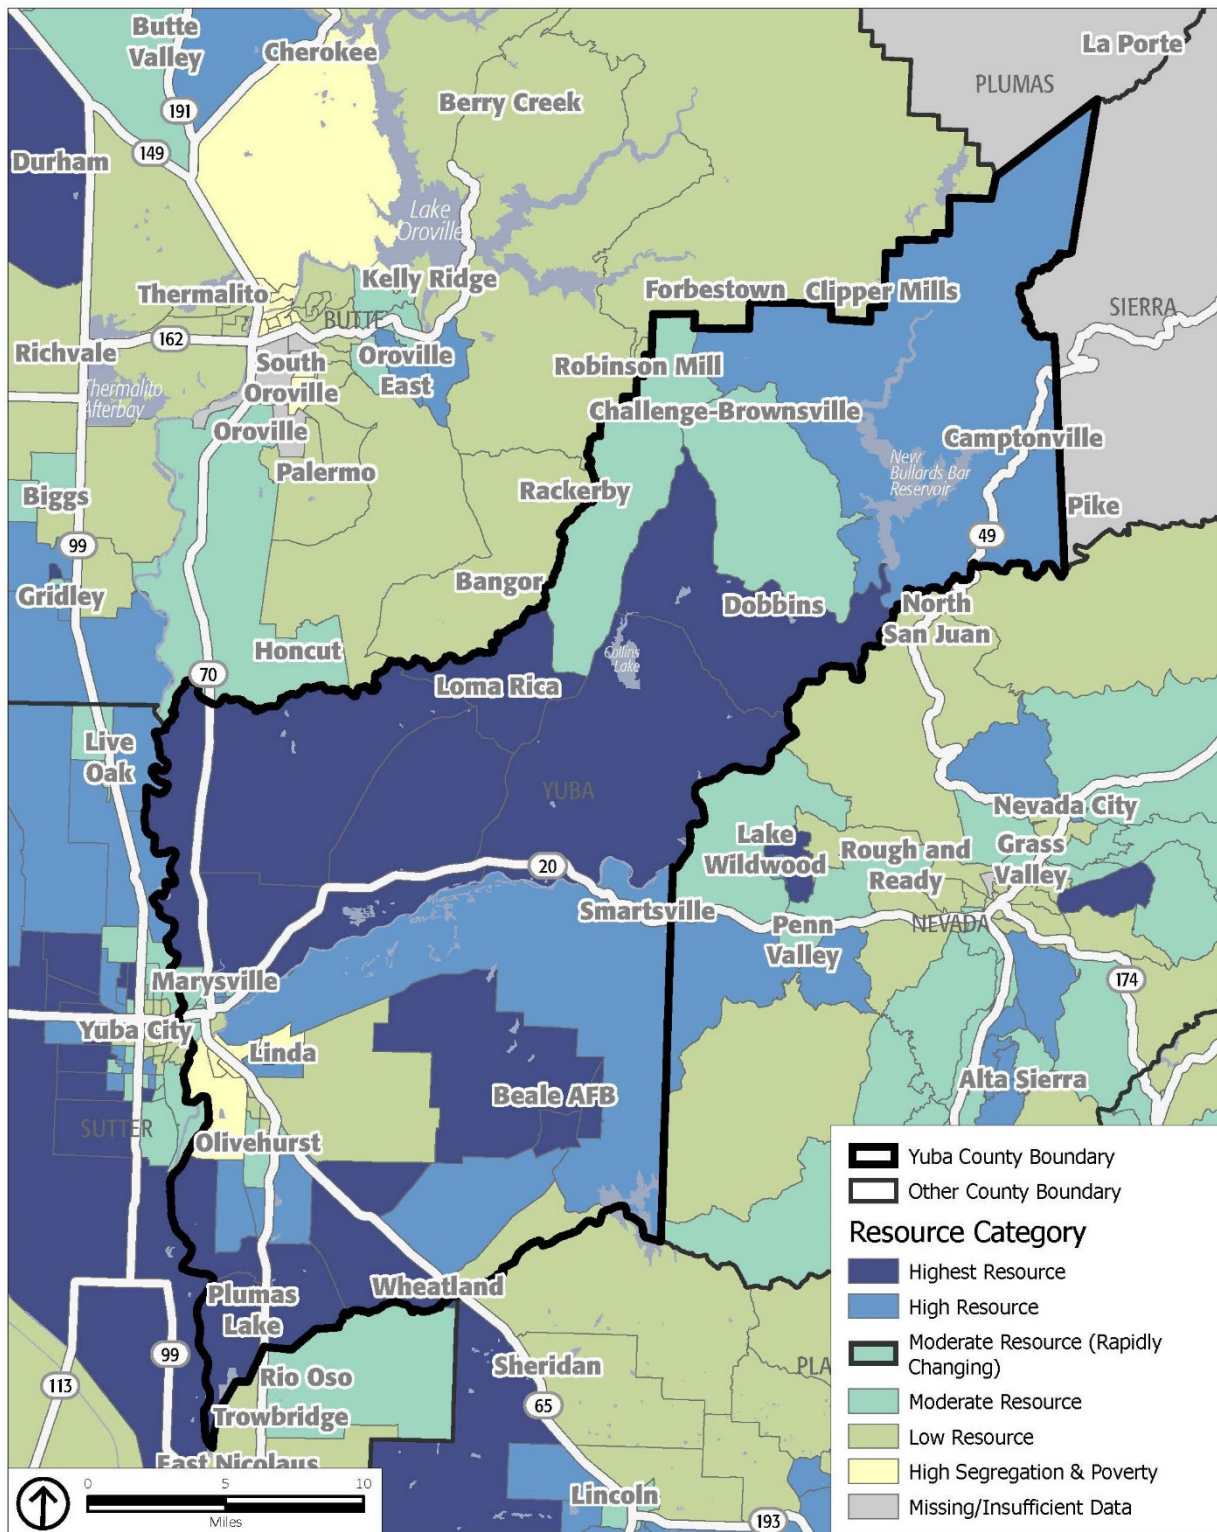 Butte
Valley
Cherokee
La Porte
PLUMAS
Berry Creek
191
149
Durham
Lake
Oroville
Kelly Ridge
Thermalito
BUTTE
Forbestown
Clipper Mills
SIERRA
162
Richvale
South
Oroville
Oroville
East
Robinson Mill
Thermalito
Afterbay
Challenge-Brownsville
Oroville
Camptonville
New
Bullards Bar
Reservoir
Palermo
Biggs
Rackerby
Pike
99
49
Gridley
Bangor
Dobbins
North
San Juan
Honcut
Collins
Lake
70
Loma Rica
Live
Oak
YUBA
Nevada City
Lake
Wildwood
Rough and
Ready
Grass
Valley
20
Smartsville
NEVADA
Penn
Valley
Marysville
174
Yuba City
Linda
Beale AFB
Alta Sierra
SUTTER
Olivehurst
Plumas
Lake
Wheatland
99
Sheridan
PLA
Rio Oso
113
Trowbridge
65
East Nicolaus
Lincoln
193
Yuba County Boundary
Other County Boundary
Resource Category
Highest Resource
High Resource
Moderate Resource (Rapidly
Changing)
Moderate Resource
Low Resource
High Segregation & Poverty
Missing/Insufficient Data
0 5 10
Miles